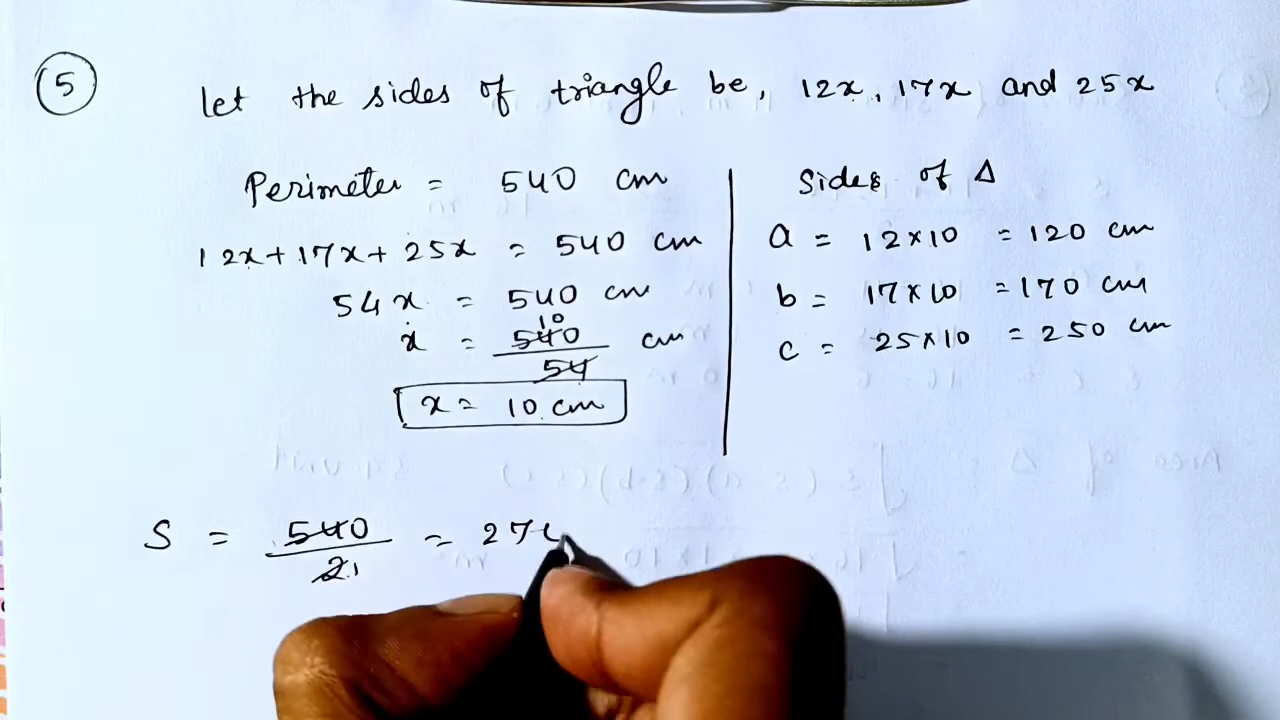 5
Let the sides of triangle be, 12x, 17x and 25x
Perimeter = 540 cm
12x+17x+25x = 540 cm
54x = 540 cm
x = 540/54 cm
10
x = 10 cm
Sides of Δ
a = 12×10 = 120 cm
b = 17×10 = 170 cm
c = 25×10 = 250 cm
S = 540/2 = 27
1